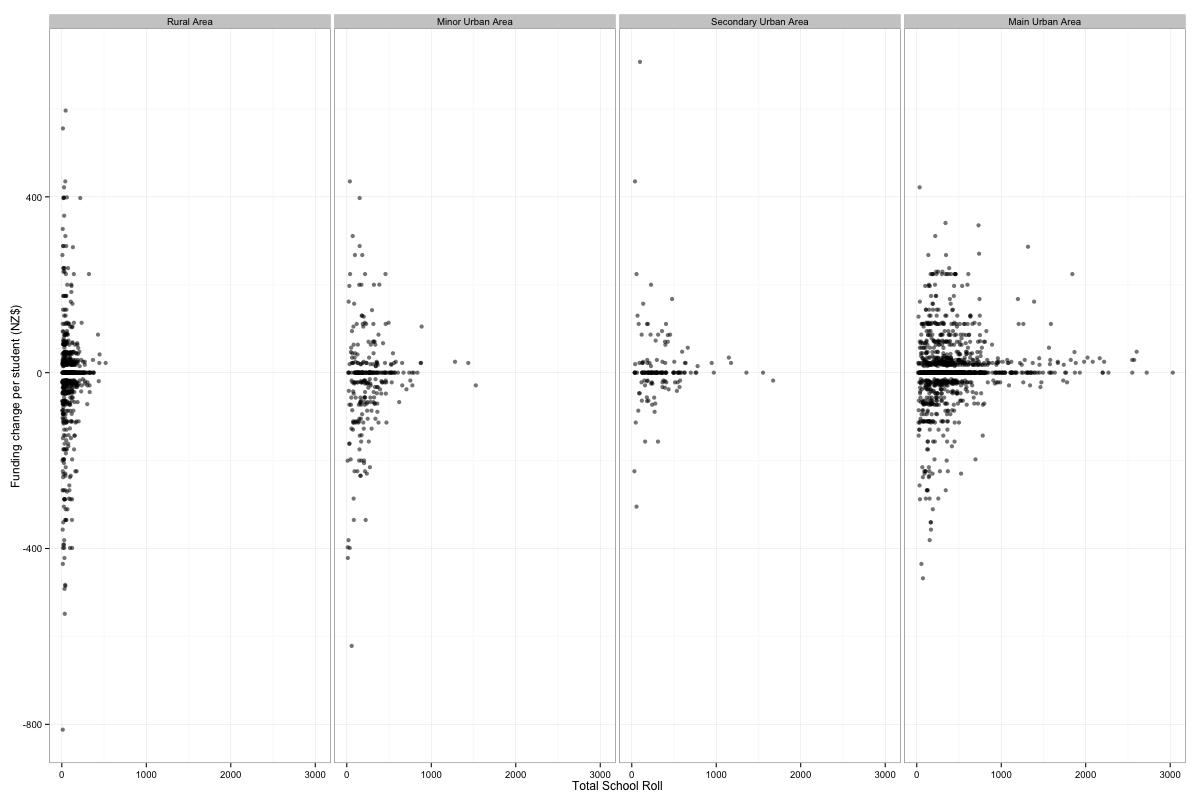 Rural Area
Minor Urban Area
Secondary Urban Area
Main Urban Area
Funding change per student (NZ$)
400
0
-400
-800
0 1000 2000 3000
0 1000 2000 3000
0 1000 2000 3000
0 1000 2000 3000
Total School Roll